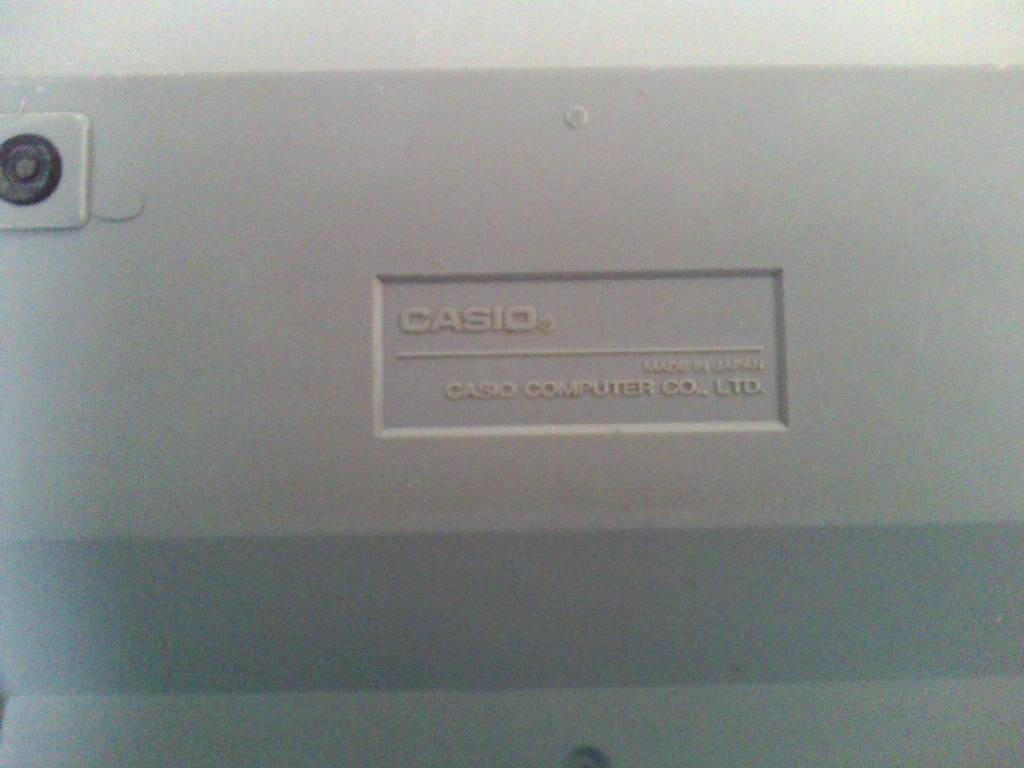 CASIO®
MADE IN JAPAN
CASIO COMPUTER CO., LTD.